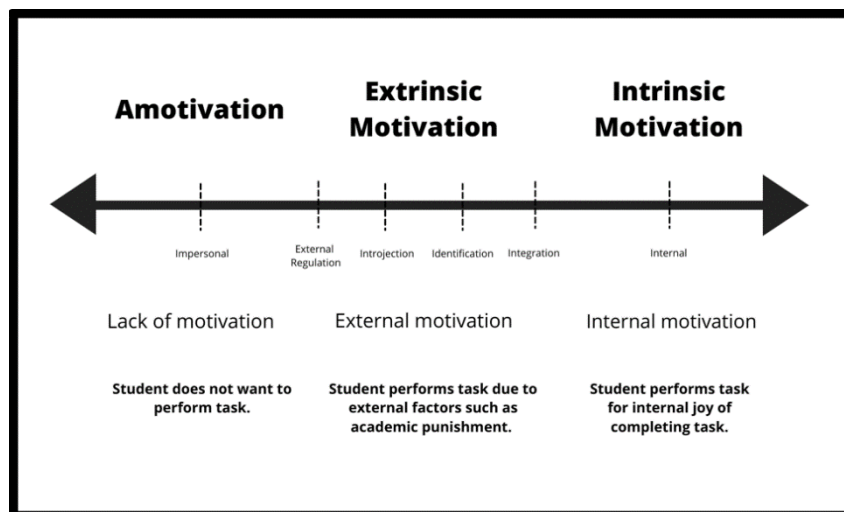 Amotivation
Extrinsic
Motivation
Intrinsic
Motivation
Impersonal
External
Regulation
Introjection
Identification
Integration
Internal
Lack of motivation
External motivation
Internal motivation
Student does not want to
perform task.
Student performs task due to
external factors such as
academic punishment.
Student performs task
for internal joy of
completing task.